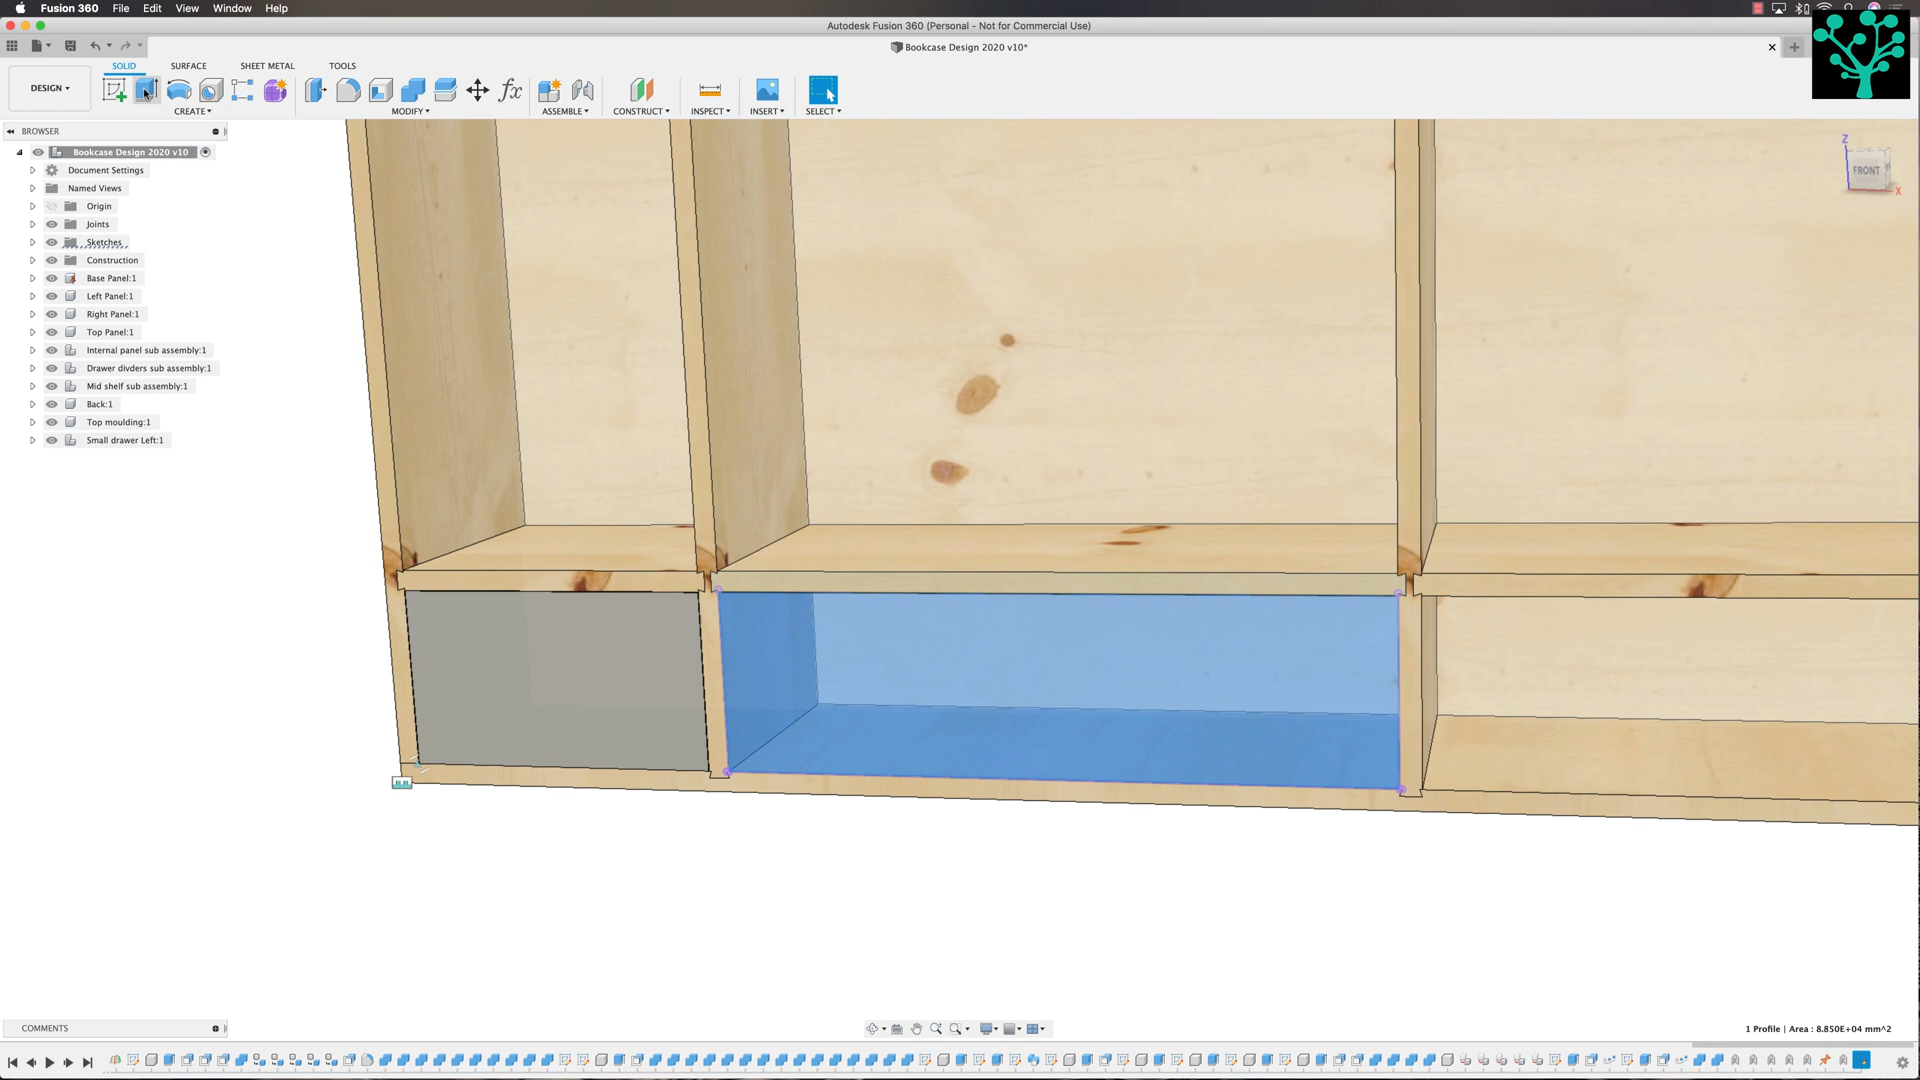 Fusion 360 File Edit View Window Help
Autodesk Fusion 360 (Personal - Not for Commercial Use)
Bookcase Design 2020 v10*
SOLID SURFACE SHEET METAL TOOLS
DESIGN
CREATE MODIFY ASSEMBLE CONSTRUCT INSPECT INSERT SELECT
BROWSER
Bookcase Design 2020 v10
Document Settings
Named Views
Origin
Joints
Sketches
Construction
Base Panel:1
Left Panel:1
Right Panel:1
Top Panel:1
Internal panel sub assembly:1
Drawer divders sub assembly:1
Mid shelf sub assembly:1
Back:1
Top moulding:1
Small drawer Left:1
Z
FRONT
X
COMMENTS
1 Profile | Area : 8.850E+04 mm^2